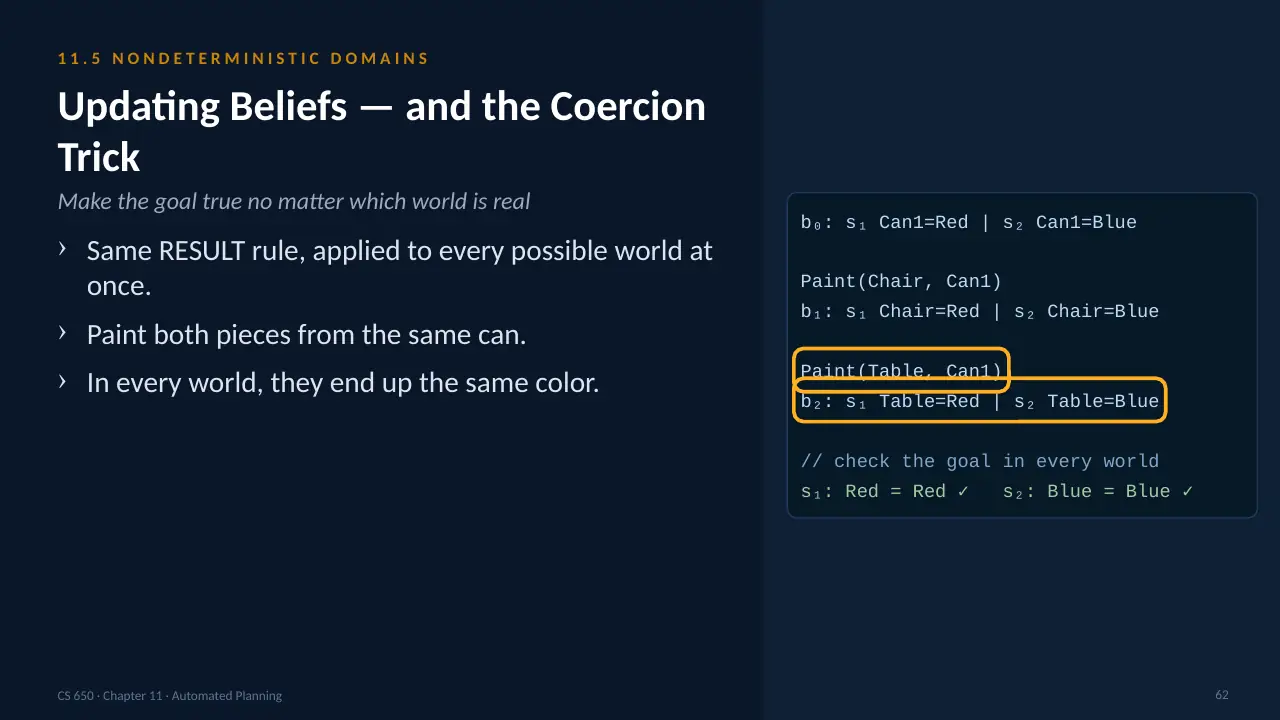 11.5 NONDETERMINISTIC DOMAINS
Updating Beliefs — and the Coercion
Trick
Make the goal true no matter which world is real
› Same RESULT rule, applied to every possible world at
once.
› Paint both pieces from the same can.
› In every world, they end up the same color.
b₀: s₁ Can1=Red | s₂ Can1=Blue
Paint(Chair, Can1)
b₁: s₁ Chair=Red | s₂ Chair=Blue
Paint(Table, Can1)
b₂: s₁ Table=Red | s₂ Table=Blue
// check the goal in every world
s₁: Red = Red ✓   s₂: Blue = Blue ✓
CS 650 · Chapter 11 · Automated Planning
62